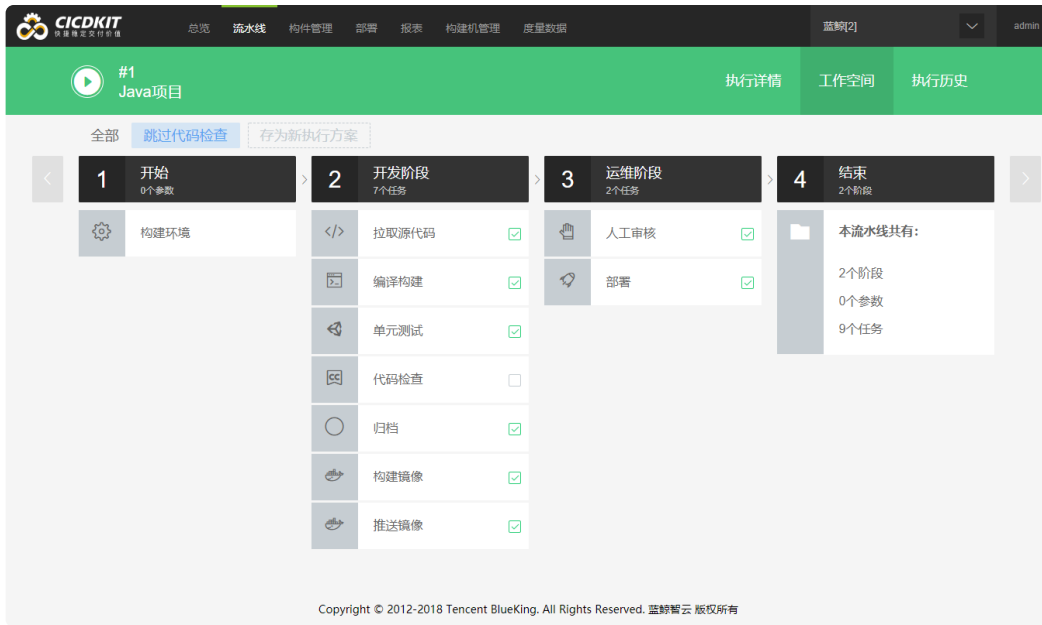 CICDKIT
快捷稳定交付价值
总览 流水线 构件管理 部署 报表 构建机管理 度量数据 蓝鲸[2] admin
#1
Java项目
执行详情 工作空间 执行历史
全部 跳过代码检查 存为新执行方案
1 开始
0个参数
构建环境
2 开发阶段
7个任务
</> 拉取源代码
编译构建
单元测试
CC 代码检查
归档
构建镜像
推送镜像
3 运维阶段
2个任务
人工审核
部署
4 结束
2个阶段
本流水线共有：
2个阶段
0个参数
9个任务
Copyright © 2012-2018 Tencent BlueKing. All Rights Reserved. 蓝鲸智云 版权所有